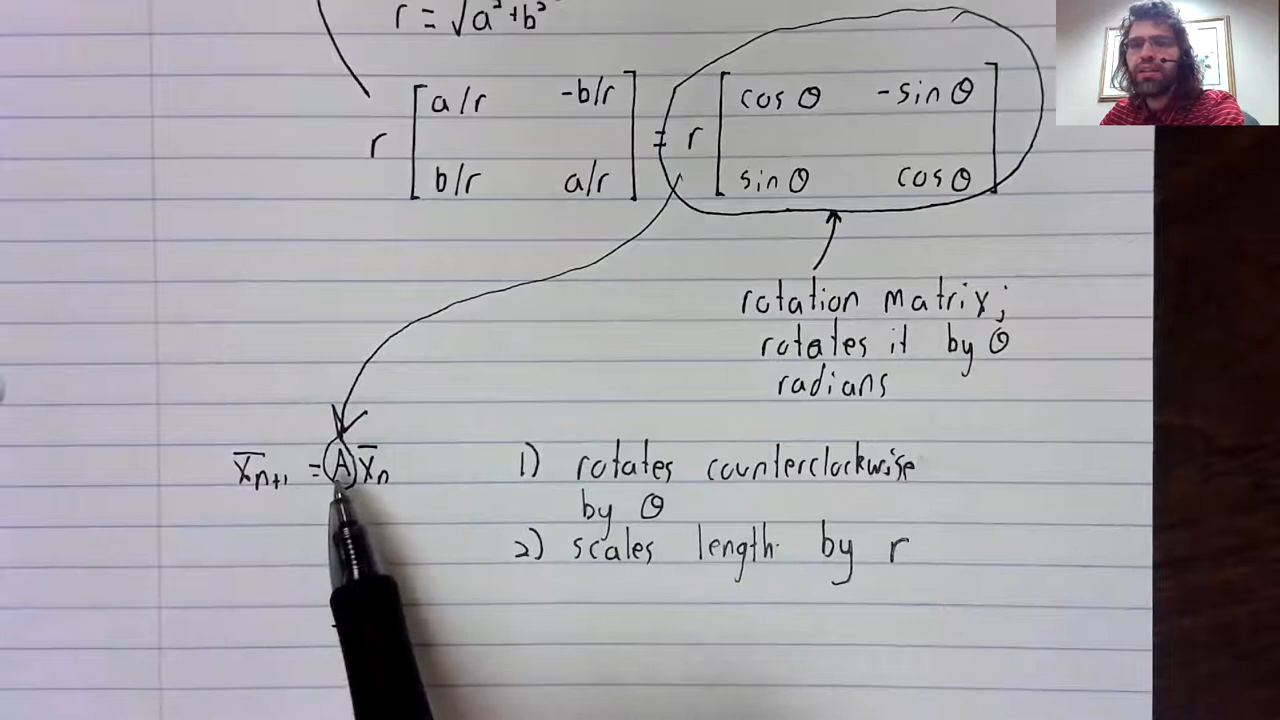 r = √a²+b²
r [ a/r -b/r ] = r [ cos θ -sin θ ]
[ b/r a/r ] [ sin θ cos θ ]
rotation matrix;
rotates it by θ
radians
x̄ₙ₊₁ = A x̄ₙ
1) rotates counterclockwise
by θ
2) scales length by r